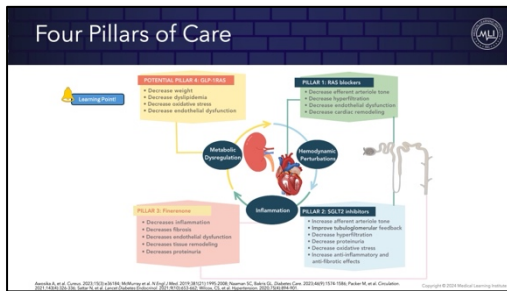 Four Pillars of Care
MLI
Learning Point!
POTENTIAL PILLAR 4: GLP-1RAS
• Decrease weight
• Decrease dyslipidemia
• Decrease oxidative stress
• Decrease endothelial dysfunction
PILLAR 1: RAS blockers
• Decrease efferent arteriole tone
• Decrease hyperfiltration
• Decrease endothelial dysfunction
• Decrease cardiac remodeling
Metabolic
Dysregulation
Hemodynamic
Perturbations
Inflammation
PILLAR 3: Finerenone
• Decreases inflammation
• Decreases fibrosis
• Decreases endothelial dysfunction
• Decreases tissue remodeling
• Decreases proteinuria
PILLAR 2: SGLT2 inhibitors
• Increase afferent arteriole tone
• Improve tubuloglomerular feedback
• Decrease hyperfiltration
• Decrease proteinuria
• Decrease oxidative stress
• Increase anti-inflammatory and
anti-fibrotic effects
Copyright © 2024 Medical Learning Institute